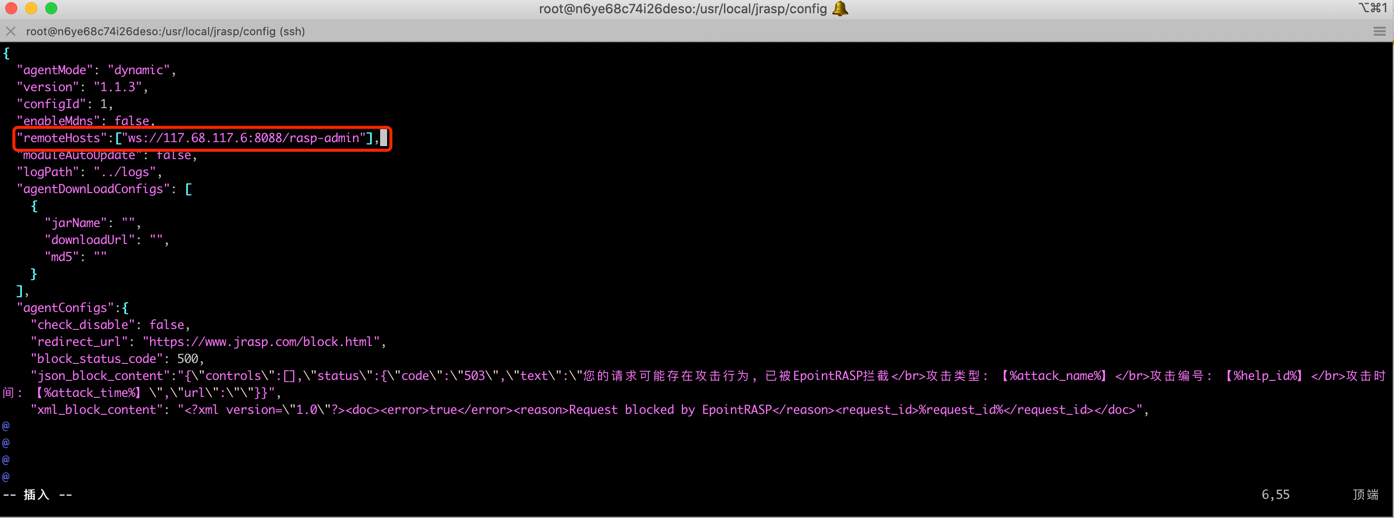 root@n6ye68c74i26deso:/usr/local/jrasp/config 🔔
⌥⌘1
root@n6ye68c74i26deso:/usr/local/jrasp/config (ssh)
{
  "agentMode": "dynamic",
  "version": "1.1.3",
  "configId": 1,
  "enableMdns": false,
  "remoteHosts":["ws://117.68.117.6:8088/rasp-admin"],
  "moduleAutoUpdate": false,
  "logPath": "../logs",
  "agentDownLoadConfigs": [
    {
      "jarName": "",
      "downloadUrl": "",
      "md5": ""
    }
  ],
  "agentConfigs":{
    "check_disable": false,
    "redirect_url": "https://www.jrasp.com/block.html",
    "block_status_code": 500,
    "json_block_content":"{\"controls\":[],\"status\":{\"code\":\"503\",\"text\":\"您的请求可能存在攻击行为，已被EpointRASP拦截</br>攻击类型：【%attack_name%】</br>攻击编号：【%help_id%】</br>攻击时
间：【%attack_time%】\",\"url\":\"\"}}",
    "xml_block_content": "<?xml version=\"1.0\"?><doc><error>true</error><reason>Request blocked by EpointRASP</reason><request_id>%request_id%</request_id></doc>",
@
@
@
@
-- 插入 --
6,55
顶端